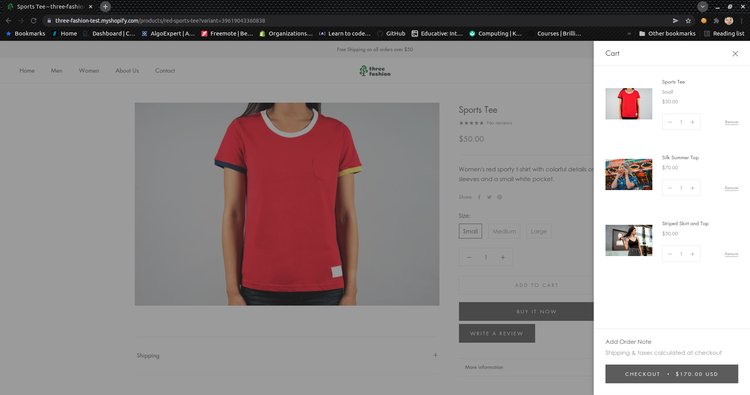 Sports Tee – three-fashion
three-fashion-test.myshopify.com/products/red-sports-tee?variant=39619043360838
Bookmarks Home Dashboard | C... AlgoExpert | A... Freemote | Be... Organizations... Learn to code... GitHub Educative: Int... Computing | K... Courses | Brilli... Other bookmarks Reading list
Free Shipping on all orders over $50.
Home Men Women About Us Contact
three
fashion
Sports Tee
No reviews
$50.00
Women's red sporty t-shirt with colorful details on
sleeves and a small white pocket.
Share
Size:
Small Medium Large
1
ADD TO CART
BUY IT NOW
WRITE A REVIEW
Shipping
More information
Cart
Sports Tee
Small
$50.00
1 Remove
Silk Summer Top
$70.00
1 Remove
Striped Skirt and Top
$50.00
1 Remove
Add Order Note
Shipping & taxes calculated at checkout
CHECKOUT • $170.00 USD